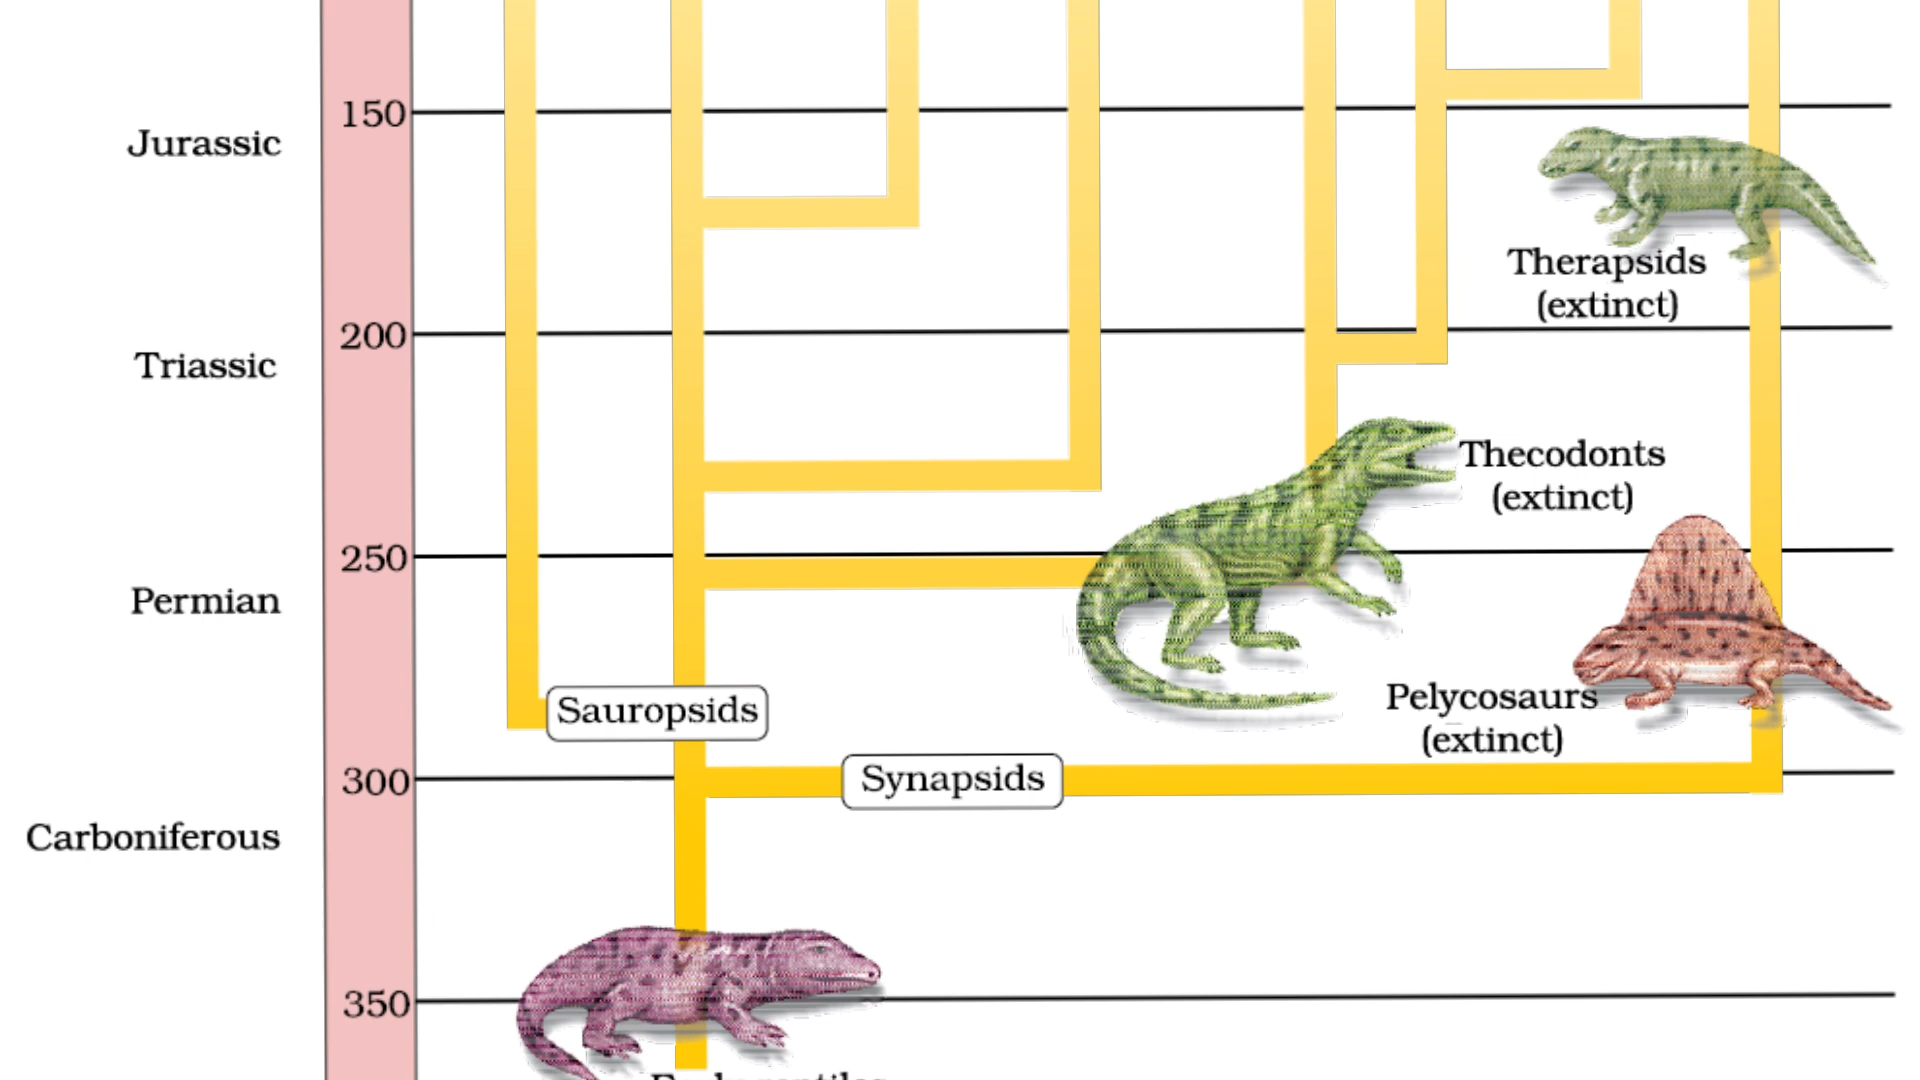 150
Jurassic
Therapsids
(extinct)
200
Triassic
Thecodonts
(extinct)
250
Permian
Pelycosaurs
(extinct)
Sauropsids
300
Synapsids
Carboniferous
350